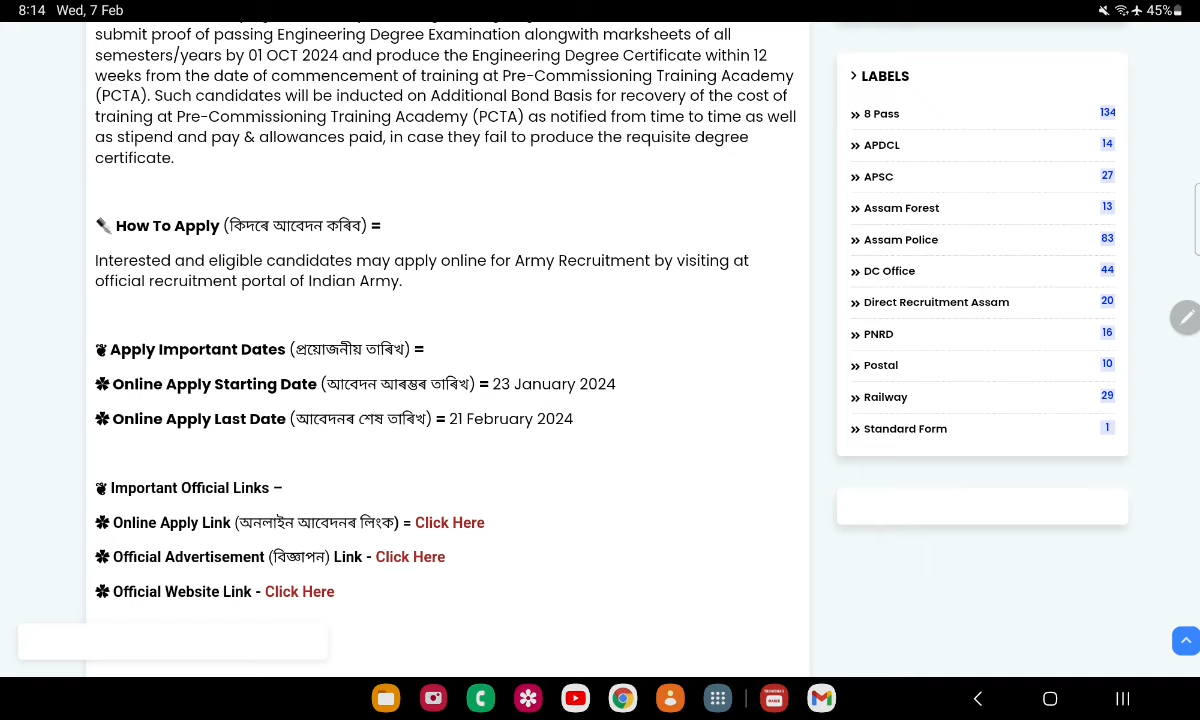 8:14 Wed, 7 Feb
45%
submit proof of passing Engineering Degree Examination alongwith marksheets of all
semesters/years by 01 OCT 2024 and produce the Engineering Degree Certificate within 12
weeks from the date of commencement of training at Pre-Commissioning Training Academy
(PCTA). Such candidates will be inducted on Additional Bond Basis for recovery of the cost of
training at Pre-Commissioning Training Academy (PCTA) as notified from time to time as well
as stipend and pay & allowances paid, in case they fail to produce the requisite degree
certificate.
How To Apply (কিদৰে আবেদন কৰিব) =
Interested and eligible candidates may apply online for Army Recruitment by visiting at
official recruitment portal of Indian Army.
❦ Apply Important Dates (প্ৰয়োজনীয় তাৰিখ) =
✽ Online Apply Starting Date (আবেদন আৰম্ভৰ তাৰিখ) = 23 January 2024
✽ Online Apply Last Date (আবেদনৰ শেষ তাৰিখ) = 21 February 2024
❦ Important Official Links –
✽ Online Apply Link (অনলাইন আবেদনৰ লিংক) = Click Here
✽ Official Advertisement (বিজ্ঞাপন) Link - Click Here
✽ Official Website Link - Click Here
> LABELS
» 8 Pass 134
» APDCL 14
» APSC 27
» Assam Forest 13
» Assam Police 83
» DC Office 44
» Direct Recruitment Assam 20
» PNRD 16
» Postal 10
» Railway 29
» Standard Form 1